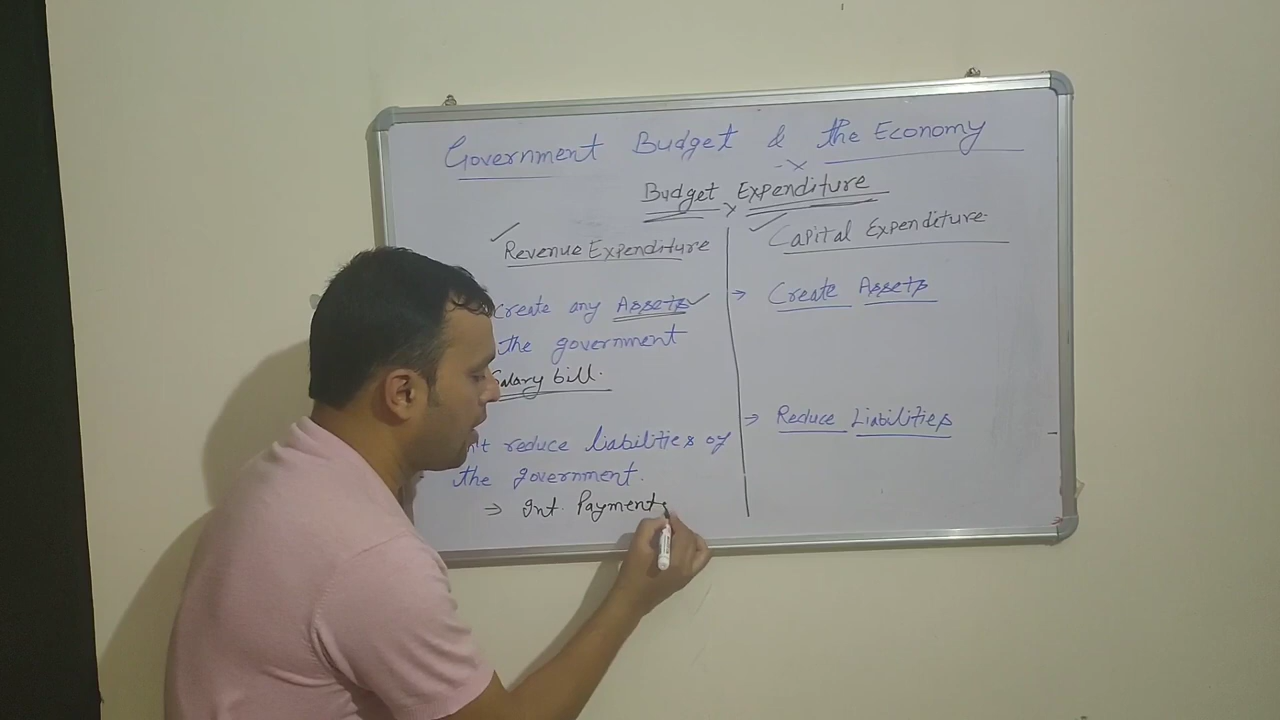 Government Budget & the Economy
Budget Expenditure
Revenue Expenditure
create any Assets
the government
Salary bill.
n't reduce liabilities of
the government.
⇒ Int. Payments
Capital Expenditure
→ Create Assets
⇒ Reduce Liabilities